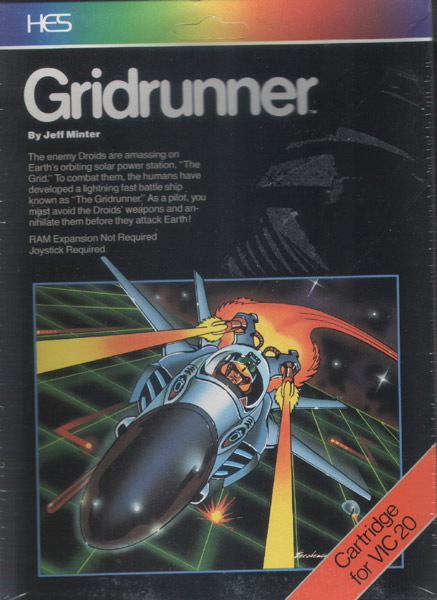 HES
Gridrunner™
By Jeff Minter
The enemy Droids are amassing on
Earth's orbiting solar power station, "The
Grid." To combat them, the humans have
developed a lightning fast battle ship
known as "The Gridrunner." As a pilot, you
must avoid the Droids' weapons and an-
nihilate them before they attack Earth!
RAM Expansion Not Required
Joystick Required
Cartridge
for VIC 20